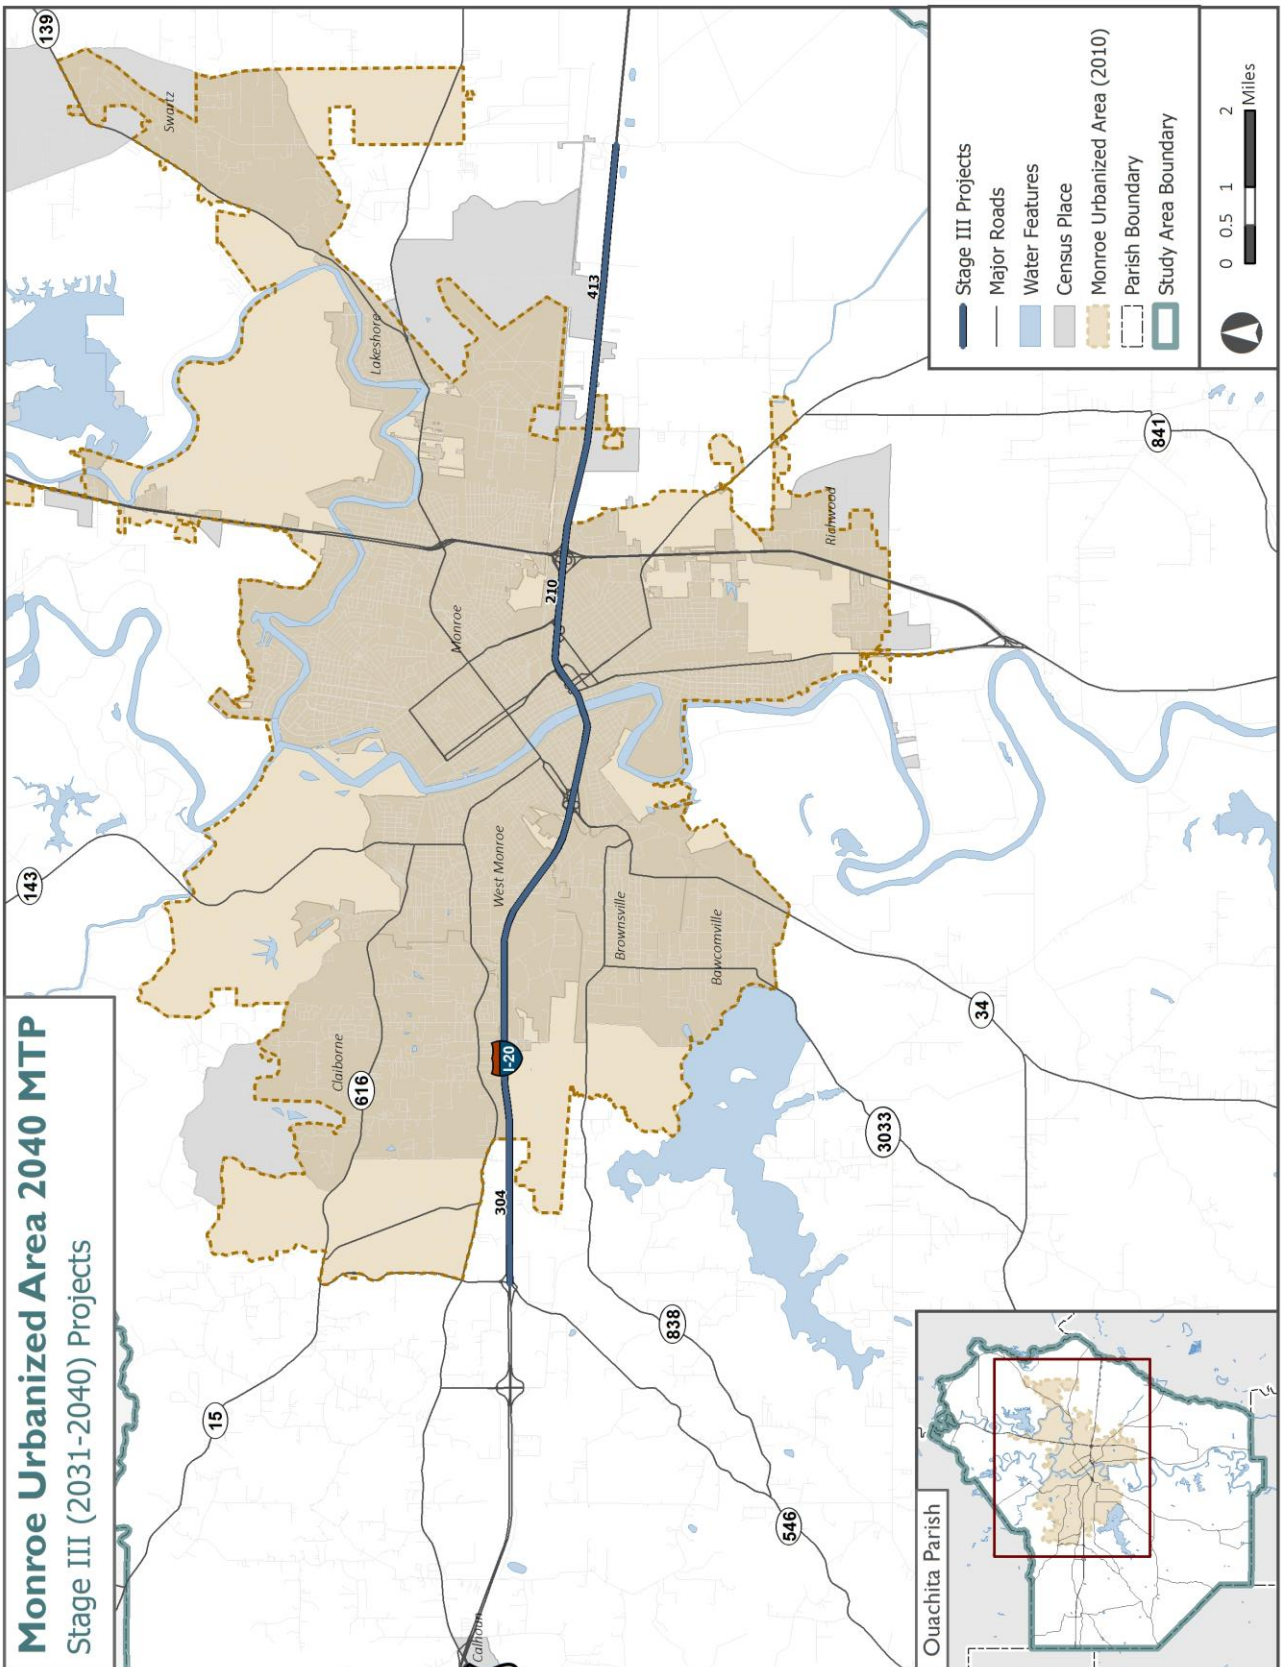 Monroe Urbanized Area 2040 MTP
Stage III (2031-2040) Projects
143
139
Swartz
Lakeshore
Claiborne
616
15
Monroe
West Monroe
I-20
304
210
413
Calhoun
Brownsville
Bawcomville
Richwood
838
546
3033
34
841
Stage III Projects
Major Roads
Water Features
Census Place
Monroe Urbanized Area (2010)
Parish Boundary
Study Area Boundary
0 0.5 1 2
Miles
Ouachita Parish